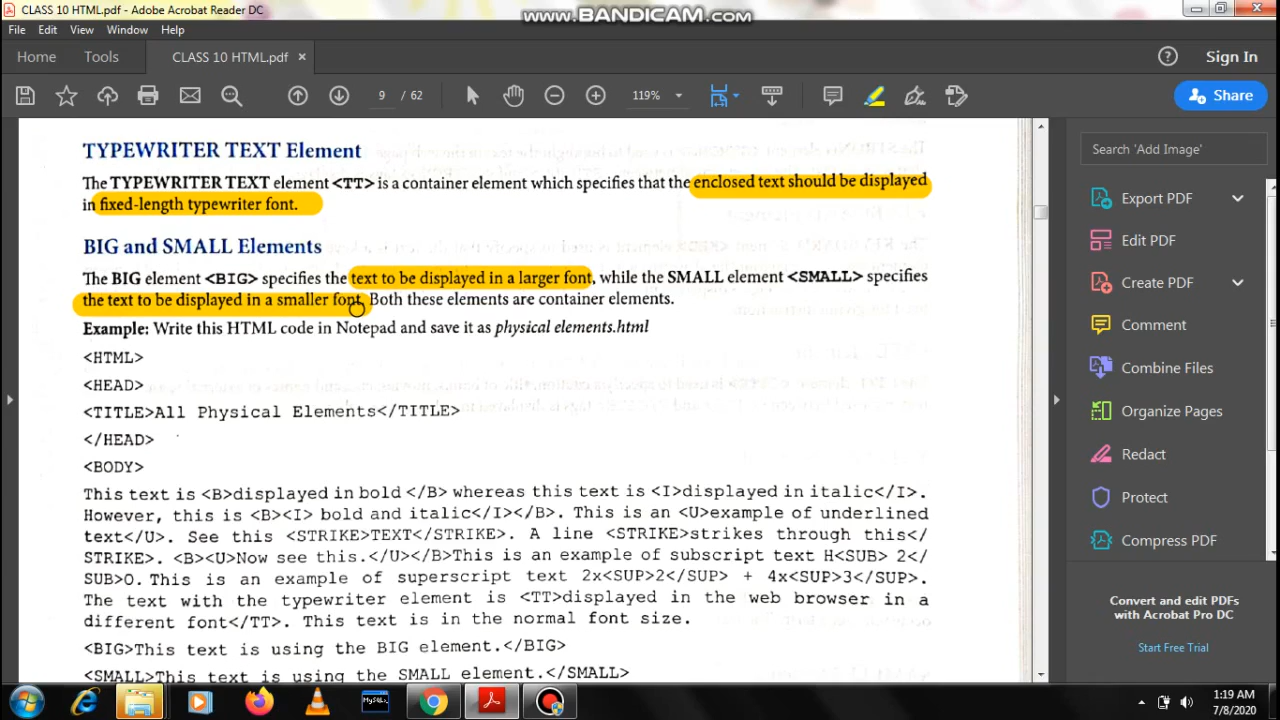 CLASS 10 HTML.pdf - Adobe Acrobat Reader DC
www.BANDICAM.com
File Edit View Window Help
Home Tools CLASS 10 HTML.pdf × Sign In
9 / 62 119% Share
TYPEWRITER TEXT Element
The TYPEWRITER TEXT element <TT> is a container element which specifies that the enclosed text should be displayed
in fixed-length typewriter font.
BIG and SMALL Elements
The BIG element <BIG> specifies the text to be displayed in a larger font, while the SMALL element <SMALL> specifies
the text to be displayed in a smaller font. Both these elements are container elements.
Example: Write this HTML code in Notepad and save it as physical elements.html
<HTML>
<HEAD>
<TITLE>All Physical Elements</TITLE>
</HEAD>
<BODY>
This text is <B>displayed in bold </B> whereas this text is <I>displayed in italic</I>.
However, this is <B><I> bold and italic</I></B>. This is an <U>example of underlined
text</U>. See this <STRIKE>TEXT</STRIKE>. A line <STRIKE>strikes through this</
STRIKE>. <B><U>Now see this.</U></B>This is an example of subscript text H<SUB> 2</
SUB>O. This is an example of superscript text 2x<SUP>2</SUP> + 4x<SUP>3</SUP>.
The text with the typewriter element is <TT>displayed in the web browser in a
different font</TT>. This text is in the normal font size.
<BIG>This text is using the BIG element.</BIG>
<SMALL>This text is using the SMALL element.</SMALL>
Search 'Add Image'
Export PDF
Edit PDF
Create PDF
Comment
Combine Files
Organize Pages
Redact
Protect
Compress PDF
Convert and edit PDFs
with Acrobat Pro DC
Start Free Trial
MySQL
1:19 AM
7/8/2020